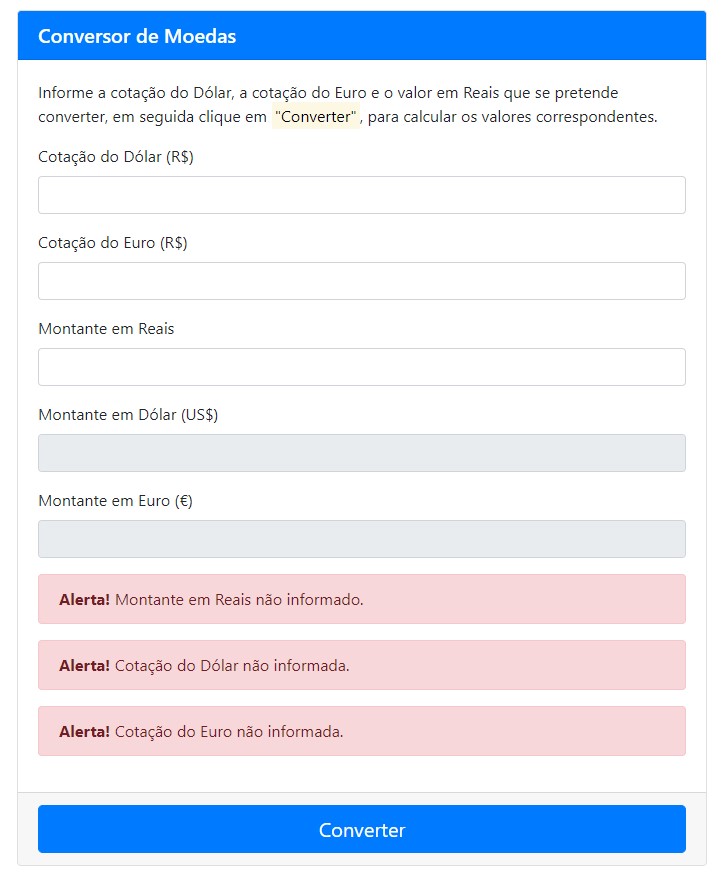 Conversor de Moedas
Informe a cotação do Dólar, a cotação do Euro e o valor em Reais que se pretende
converter, em seguida clique em "Converter", para calcular os valores correspondentes.
Cotação do Dólar (R$)
Cotação do Euro (R$)
Montante em Reais
Montante em Dólar (US$)
Montante em Euro (€)
Alerta! Montante em Reais não informado.
Alerta! Cotação do Dólar não informada.
Alerta! Cotação do Euro não informada.
Converter